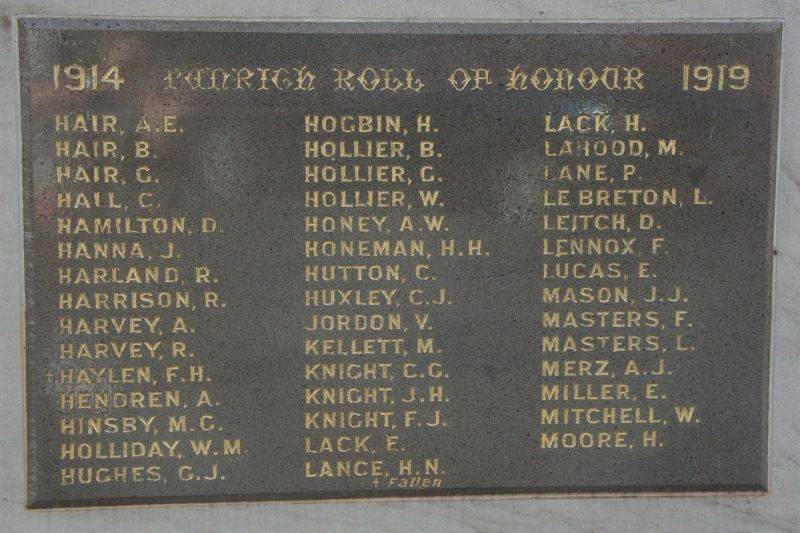 1914 PENRITH ROLL OF HONOUR 1919
HAIR, A.E.
HAIR, B.
HAIR, G.
HALL, C.
HAMILTON, D.
HANNA, J.
HARLAND, R.
HARRISON, R.
HARVEY, A.
HARVEY, R.
+HAYLEN, F.H.
HENDREN, A.
HINSBY, M.G.
HOLLIDAY, W.M.
HUGHES, G.J.
HOGBIN, H.
HOLLIER, B.
HOLLIER, G.
HOLLIER, W.
HONEY, A.W.
HONEMAN, H.H.
HUTTON, C.
HUXLEY, C.J.
JORDON, V.
KELLETT, M.
KNIGHT, C.G.
KNIGHT, J.H.
KNIGHT, F.J.
LACK, E.
LANCE, H.N.
+ Fallen
LACK, H.
LAHOOD, M.
LANE, P.
LE BRETON, L.
LEITCH, D.
LENNOX, F.
LUCAS, E.
MASON, J.J.
MASTERS, F.
MASTERS, L.
MERZ, A.J.
MILLER, E.
MITCHELL, W.
MOORE, H.